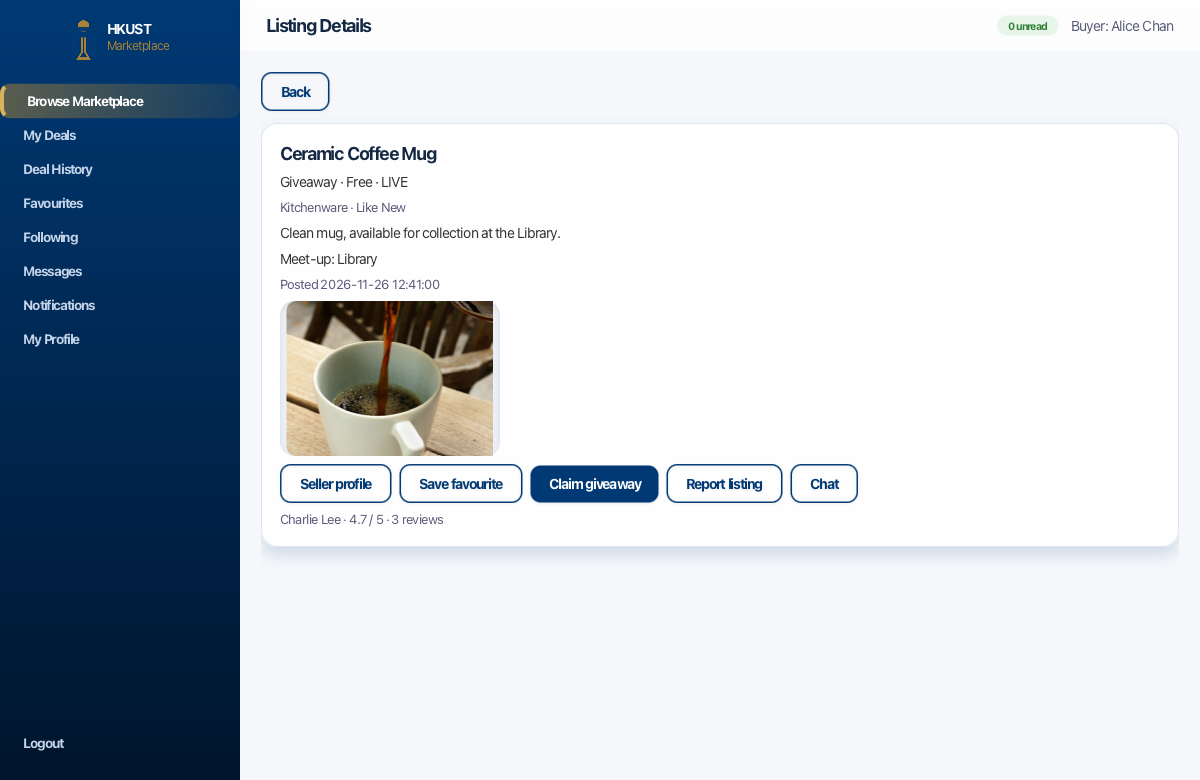 HKUST
Marketplace
Browse Marketplace
My Deals
Deal History
Favourites
Following
Messages
Notifications
My Profile
Logout
Listing Details
0 unread
Buyer: Alice Chan
Back
Ceramic Coffee Mug
Giveaway · Free · LIVE
Kitchenware · Like New
Clean mug, available for collection at the Library.
Meet-up: Library
Posted 2026-11-26 12:41:00
Seller profile
Save favourite
Claim giveaway
Report listing
Chat
Charlie Lee · 4.7 / 5 · 3 reviews